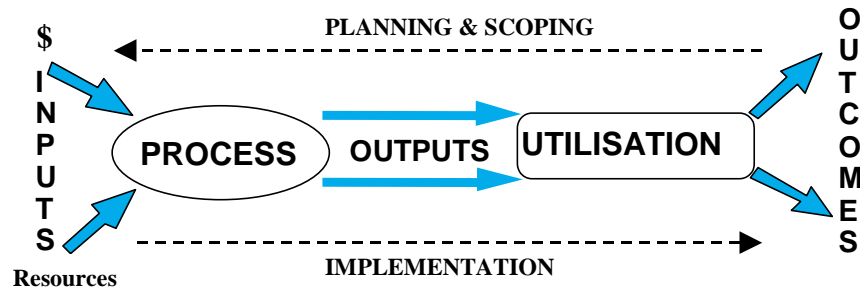 PLANNING & SCOPING
$
INPUTS
PROCESS
OUTPUTS
UTILISATION
OUTCOMES
Resources
IMPLEMENTATION